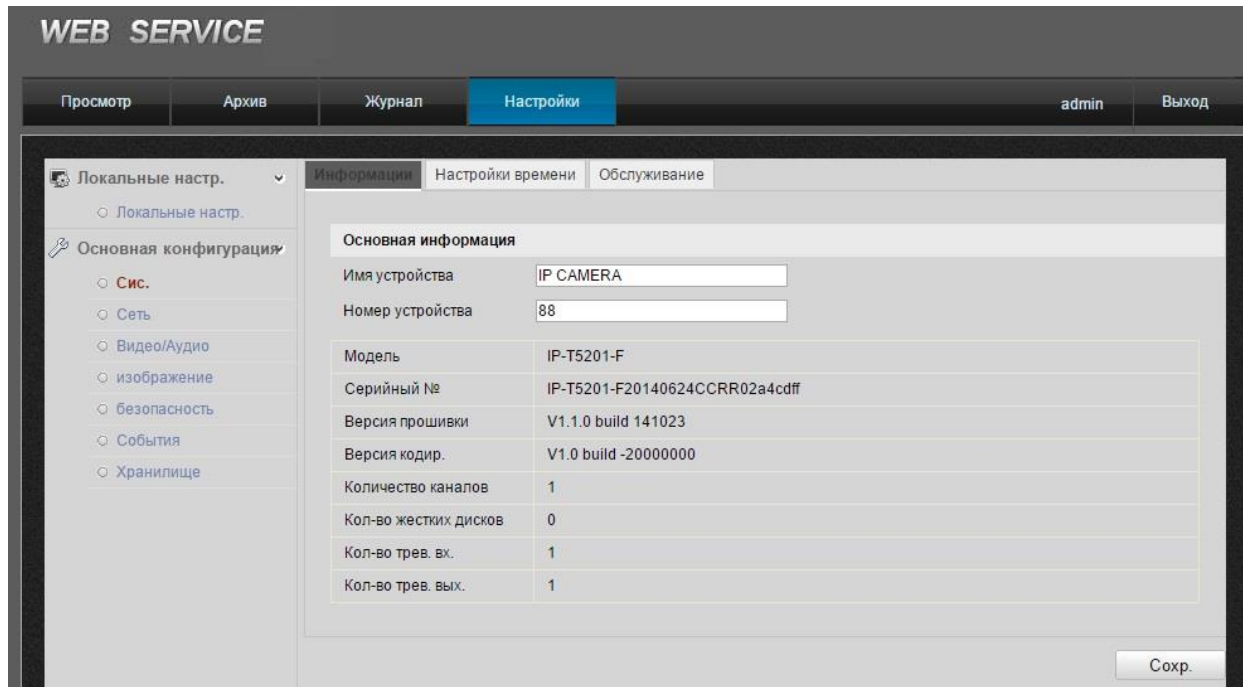 WEB SERVICE
Просмотр Архив Журнал Настройки admin Выход
Локальные настр.
Локальные настр.
Основная конфигурация
Сис.
Сеть
Видео/Аудио
изображение
безопасность
События
Хранилище
Информации Настройки времени Обслуживание
Основная информация
Имя устройства IP CAMERA
Номер устройства 88
Модель IP-T5201-F
Серийный № IP-T5201-F20140624CCRR02a4cdff
Версия прошивки V1.1.0 build 141023
Версия кодир. V1.0 build -20000000
Количество каналов 1
Кол-во жестких дисков 0
Кол-во трев. вх. 1
Кол-во трев. вых. 1
Сохр.